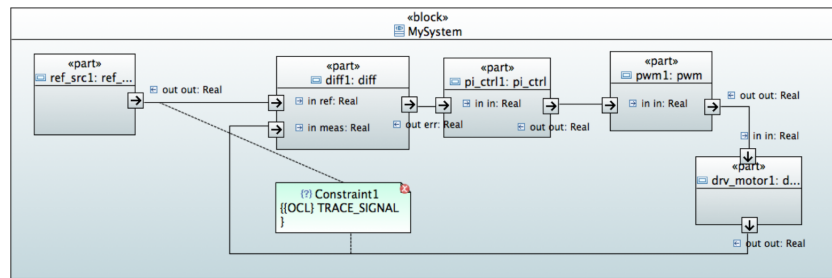 «block»
MySystem
«part»
ref_src1: ref_...
out out: Real
«part»
diff1: diff
in ref: Real
in meas: Real
out err: Real
«part»
pi_ctrl1: pi_ctrl
in in: Real
out out: Real
«part»
pwm1: pwm
in in: Real
out out: Real
in in: Real
«part»
drv_motor1: d...
out out: Real
{?} Constraint1
{{OCL} TRACE_SIGNAL
}